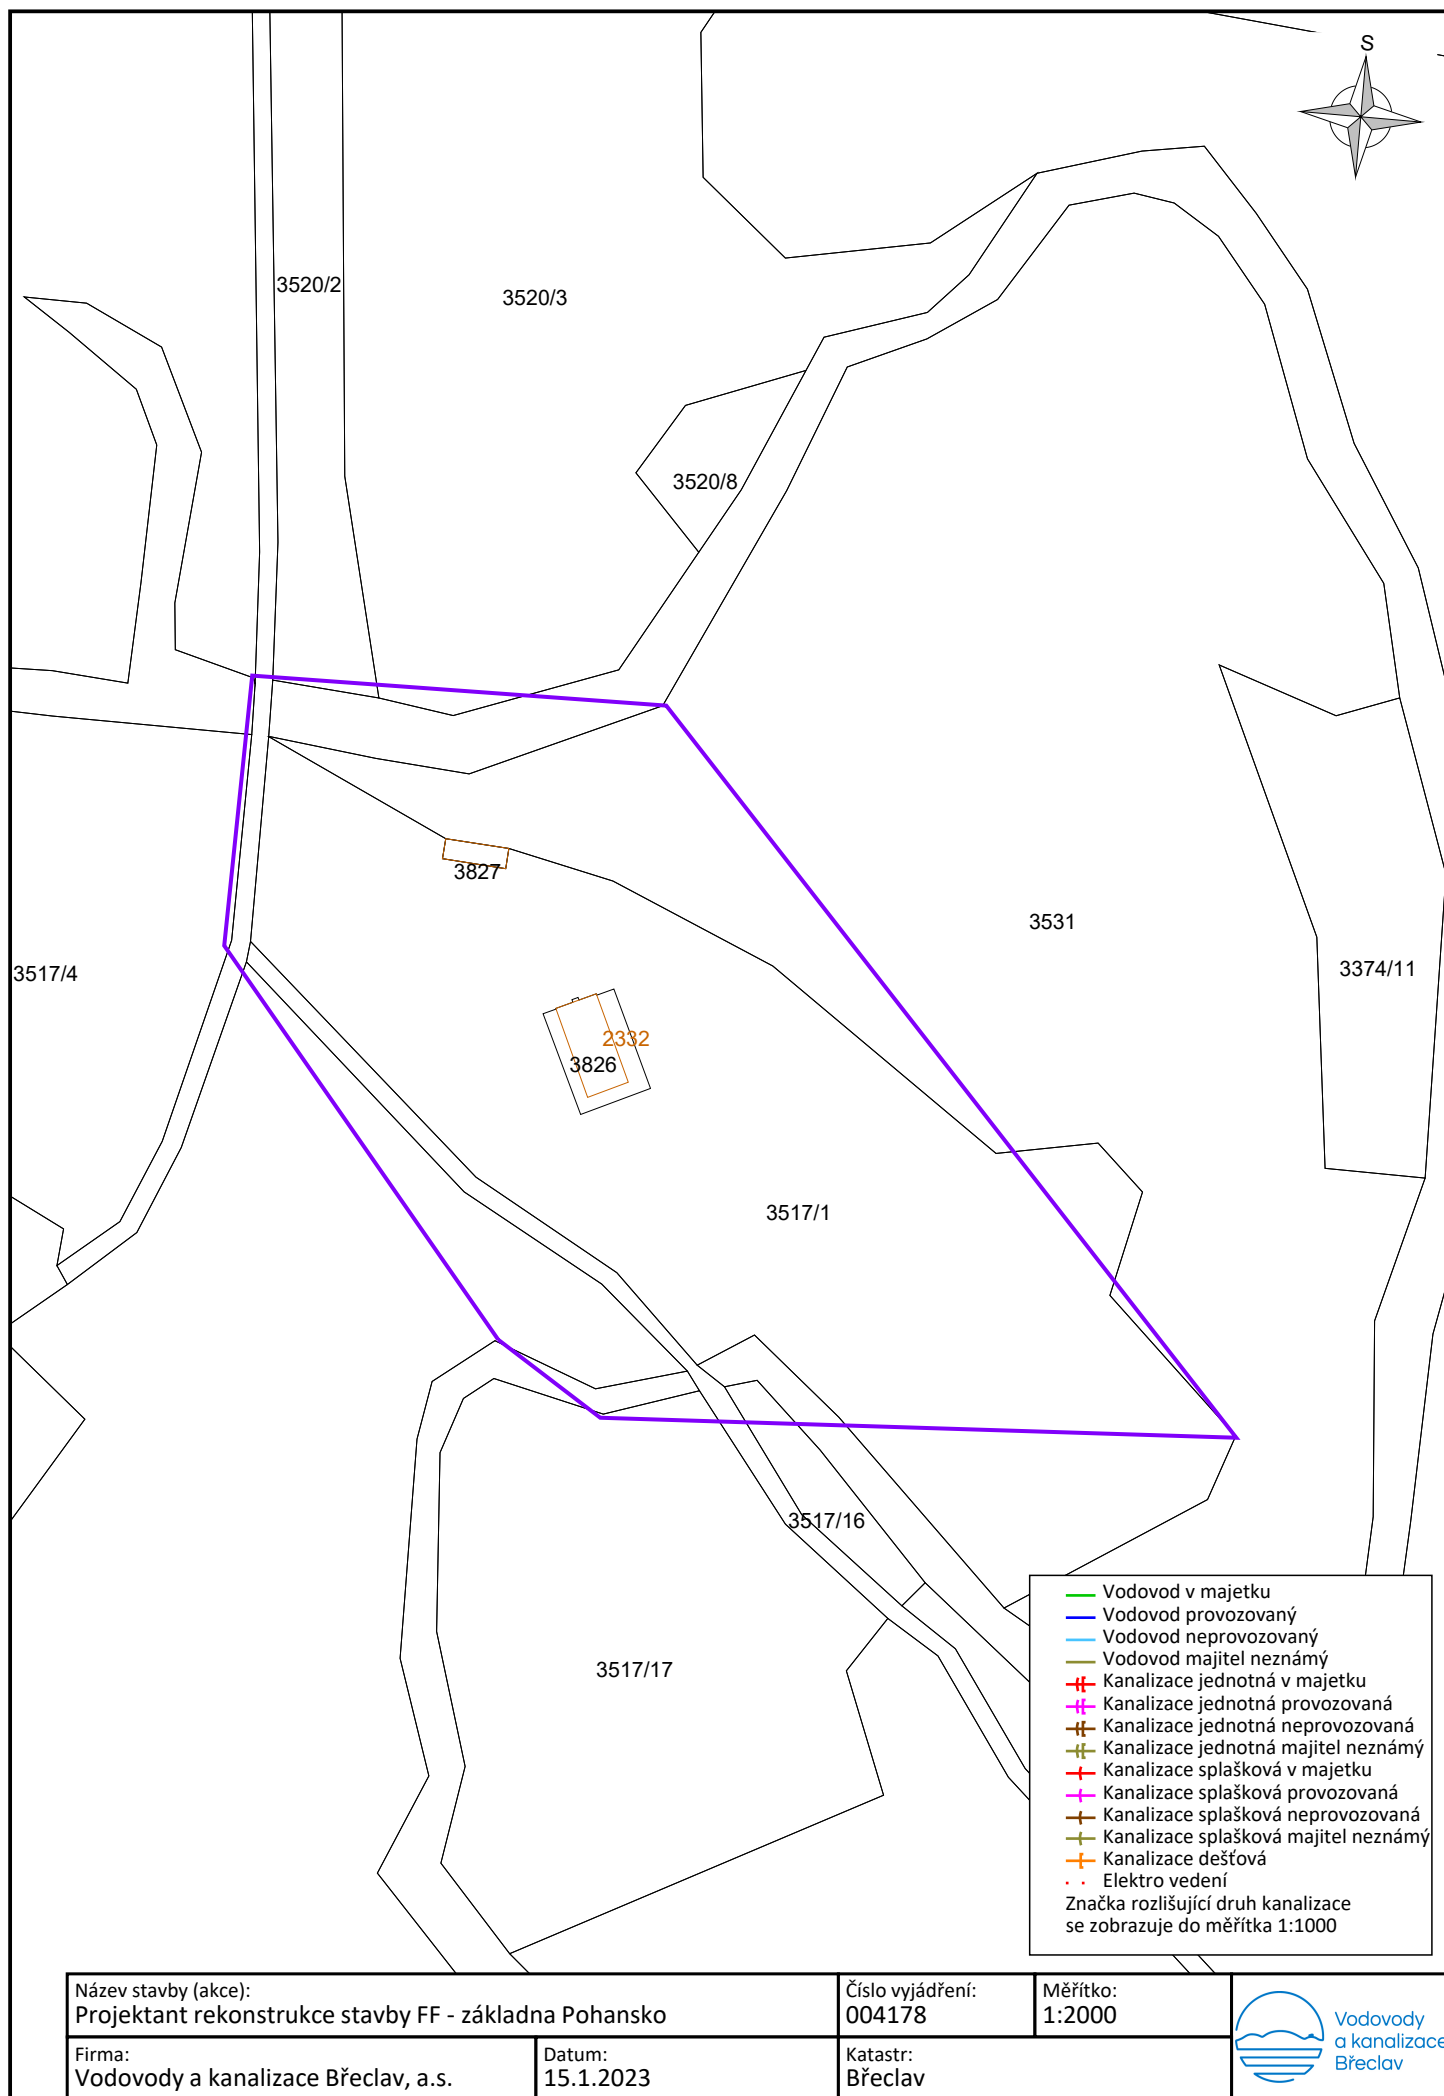 S
3520/2
3520/3
3520/8
3827
3531
3517/4
3374/11
2332
3826
3517/1
3517/16
3517/17
Vodovod v majetku
Vodovod provozovaný
Vodovod neprovozovaný
Vodovod majitel neznámý
Kanalizace jednotná v majetku
Kanalizace jednotná provozovaná
Kanalizace jednotná neprovozovaná
Kanalizace jednotná majitel neznámý
Kanalizace splašková v majetku
Kanalizace splašková provozovaná
Kanalizace splašková neprovozovaná
Kanalizace splašková majitel neznámý
Kanalizace dešťová
Elektro vedení
Značka rozlišující druh kanalizace
se zobrazuje do měřítka 1:1000
Název stavby (akce):
Projektant rekonstrukce stavby FF - základna Pohansko
Číslo vyjádření:
004178
Měřítko:
1:2000
Firma:
Vodovody a kanalizace Břeclav, a.s.
Datum:
15.1.2023
Katastr:
Břeclav
Vodovody
a kanalizace
Břeclav